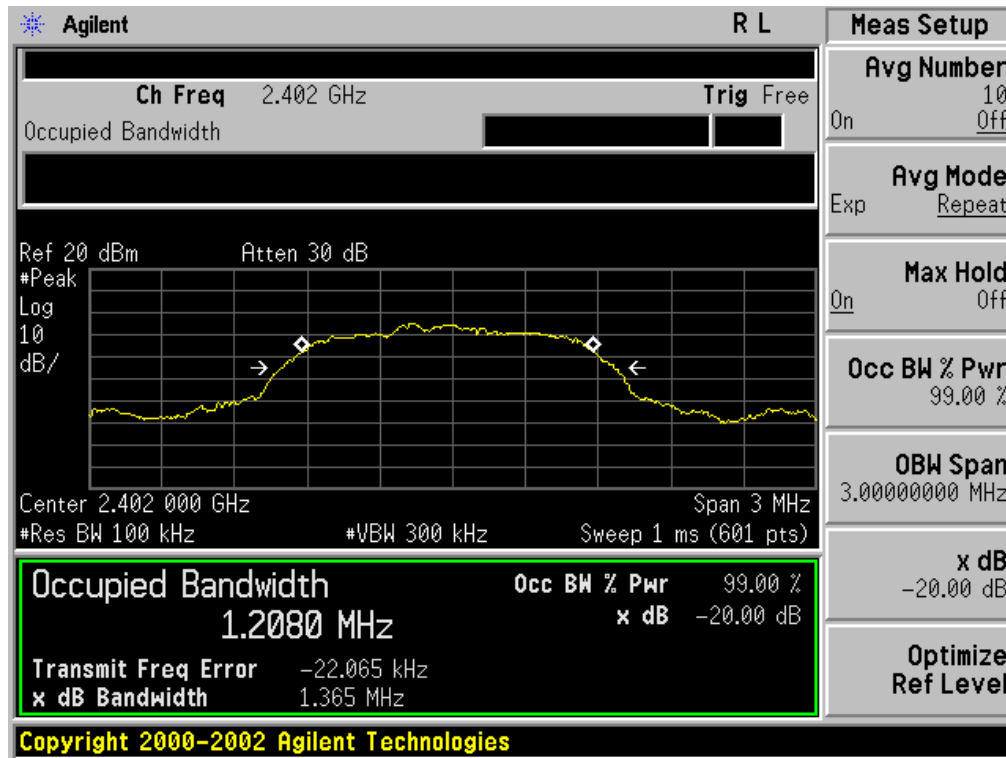 Agilent R L
Ch Freq 2.402 GHz Trig Free
Occupied Bandwidth
Ref 20 dBm Atten 30 dB
#Peak
Log
10
dB/
Center 2.402 000 GHz Span 3 MHz
#Res BW 100 kHz #VBW 300 kHz Sweep 1 ms (601 pts)
Occupied Bandwidth Occ BW % Pwr 99.00 %
1.2080 MHz x dB -20.00 dB
Transmit Freq Error -22.065 kHz
x dB Bandwidth 1.365 MHz
Copyright 2000-2002 Agilent Technologies
Meas Setup
Avg Number
10
On Off
Avg Mode
Exp Repeat
Max Hold
On Off
Occ BW % Pwr
99.00 %
OBW Span
3.00000000 MHz
x dB
-20.00 dB
Optimize
Ref Level